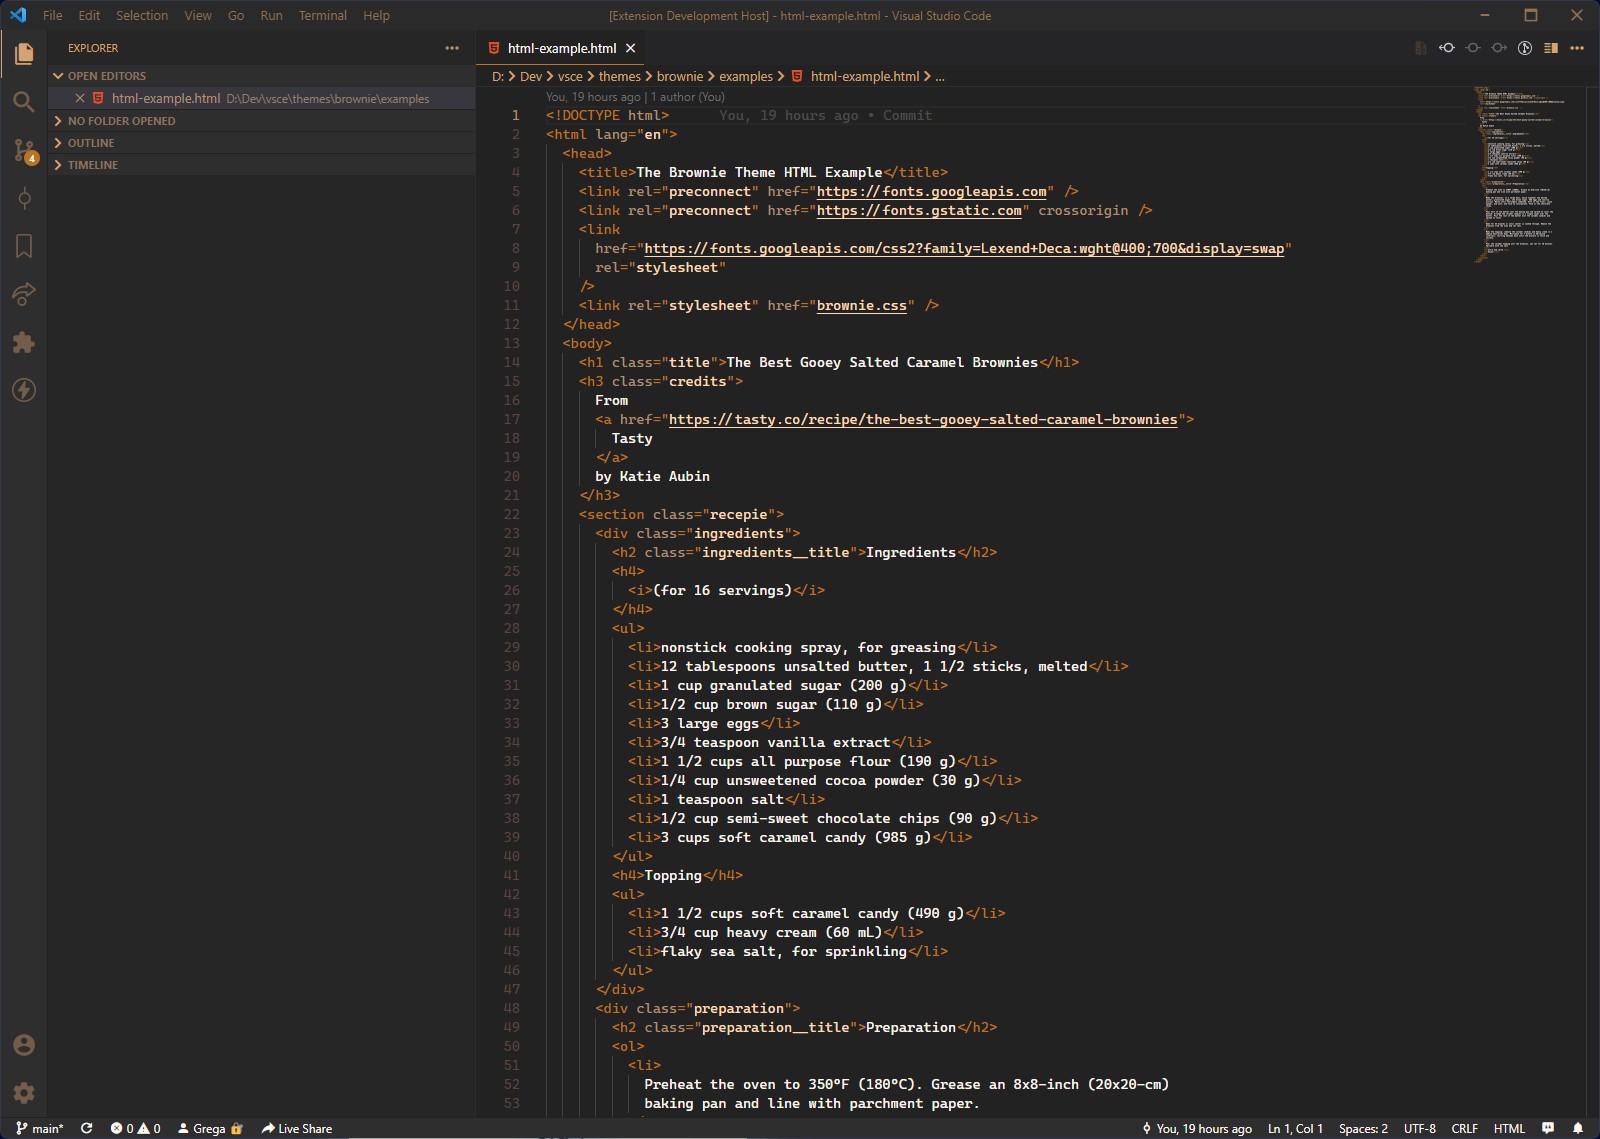 File Edit Selection View Go Run Terminal Help
[Extension Development Host] - html-example.html - Visual Studio Code
EXPLORER
OPEN EDITORS
html-example.html D:\Dev\vsce\themes\brownie\examples
NO FOLDER OPENED
OUTLINE
TIMELINE
4
html-example.html
D: > Dev > vsce > themes > brownie > examples > html-example.html > ...
You, 19 hours ago | 1 author (You)
1 <!DOCTYPE html> You, 19 hours ago • Commit
2 <html lang="en">
3 <head>
4 <title>The Brownie Theme HTML Example</title>
5 <link rel="preconnect" href="https://fonts.googleapis.com" />
6 <link rel="preconnect" href="https://fonts.gstatic.com" crossorigin />
7 <link
8 href="https://fonts.googleapis.com/css2?family=Lexend+Deca:wght@400;700&display=swap"
9 rel="stylesheet"
10 />
11 <link rel="stylesheet" href="brownie.css" />
12 </head>
13 <body>
14 <h1 class="title">The Best Gooey Salted Caramel Brownies</h1>
15 <h3 class="credits">
16 From
17 <a href="https://tasty.co/recipe/the-best-gooey-salted-caramel-brownies">
18 Tasty
19 </a>
20 by Katie Aubin
21 </h3>
22 <section class="recepie">
23 <div class="ingredients">
24 <h2 class="ingredients__title">Ingredients</h2>
25 <h4>
26 <i>(for 16 servings)</i>
27 </h4>
28 <ul>
29 <li>nonstick cooking spray, for greasing</li>
30 <li>12 tablespoons unsalted butter, 1 1/2 sticks, melted</li>
31 <li>1 cup granulated sugar (200 g)</li>
32 <li>1/2 cup brown sugar (110 g)</li>
33 <li>3 large eggs</li>
34 <li>3/4 teaspoon vanilla extract</li>
35 <li>1 1/2 cups all purpose flour (190 g)</li>
36 <li>1/4 cup unsweetened cocoa powder (30 g)</li>
37 <li>1 teaspoon salt</li>
38 <li>1/2 cup semi-sweet chocolate chips (90 g)</li>
39 <li>3 cups soft caramel candy (985 g)</li>
40 </ul>
41 <h4>Topping</h4>
42 <ul>
43 <li>1 1/2 cups soft caramel candy (490 g)</li>
44 <li>3/4 cup heavy cream (60 mL)</li>
45 <li>flaky sea salt, for sprinkling</li>
46 </ul>
47 </div>
48 <div class="preparation">
49 <h2 class="preparation__title">Preparation</h2>
50 <ol>
51 <li>
52 Preheat the oven to 350°F (180°C). Grease an 8x8-inch (20x20-cm)
53 baking pan and line with parchment paper.
main* 0 0 Grega Live Share
You, 19 hours ago Ln 1, Col 1 Spaces: 2 UTF-8 CRLF HTML